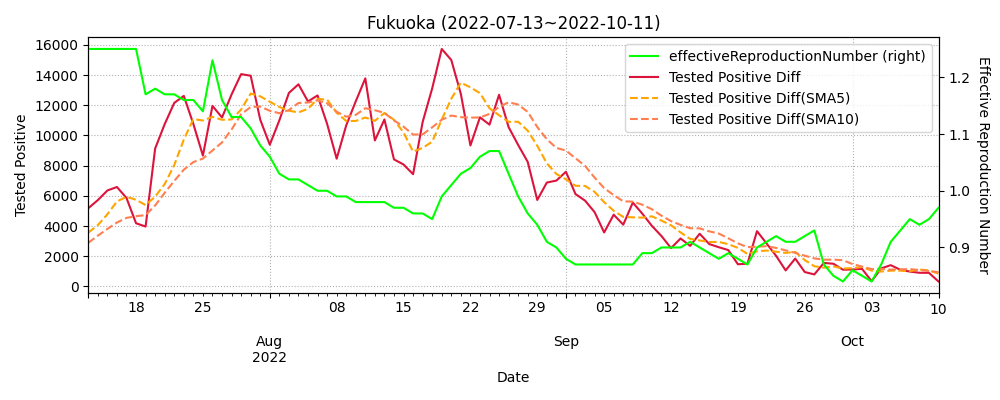 Fukuoka (2022-07-13~2022-10-11)
effectiveReproductionNumber (right)
Tested Positive Diff
Tested Positive Diff(SMA5)
Tested Positive Diff(SMA10)
Tested Positive
16000
14000
12000
10000
8000
6000
4000
2000
0
1.2
1.1
1.0
0.9
Effective Reproduction Number
18 25 08 15 22 29 05 12 19 26 03 10
Aug Sep Oct
2022
Date